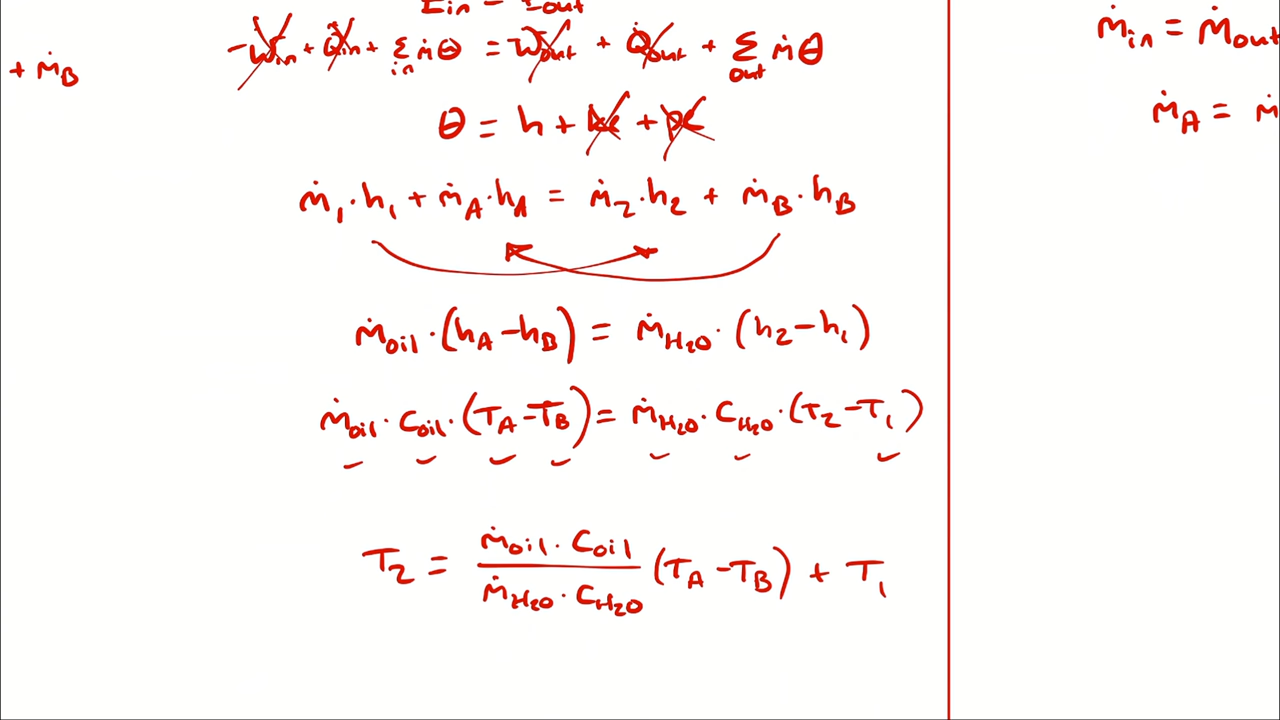 Ėin = Ėout
+ ṁB
-Ẇin + Q̇in + Σin ṁθ = Ẇout + Q̇out + Σout ṁθ
θ = h + ke + pe
ṁ1·h1 + ṁA·hA = ṁ2·h2 + ṁB·hB
ṁoil·(hA-hB) = ṁH2O·(h2-h1)
ṁoil·Coil·(TA-TB) = ṁH2O·CH2O·(T2-T1)
T2 = ṁoil·Coil / ṁH2O·CH2O (TA-TB) + T1
ṁin = ṁout
ṁA = ṁ